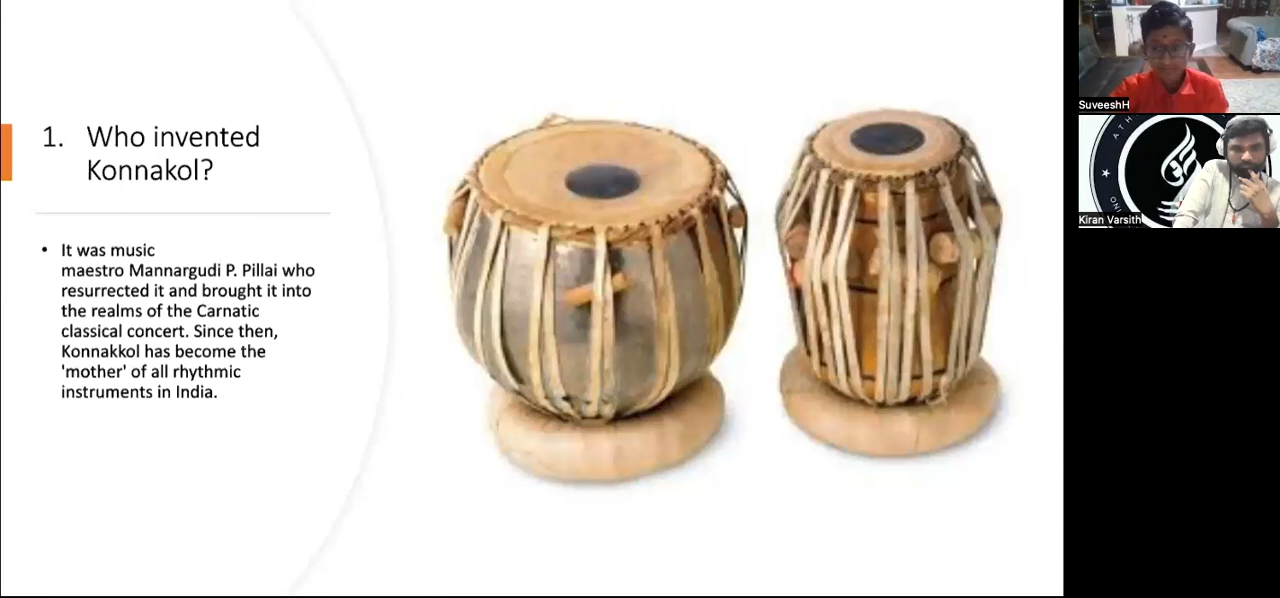 1. Who invented
Konnakol?
• It was music
maestro Mannargudi P. Pillai who
resurrected it and brought it into
the realms of the Carnatic
classical concert. Since then,
Konnakkol has become the
'mother' of all rhythmic
instruments in India.
SuveeshH
ATH
INO
Kiran Varsith